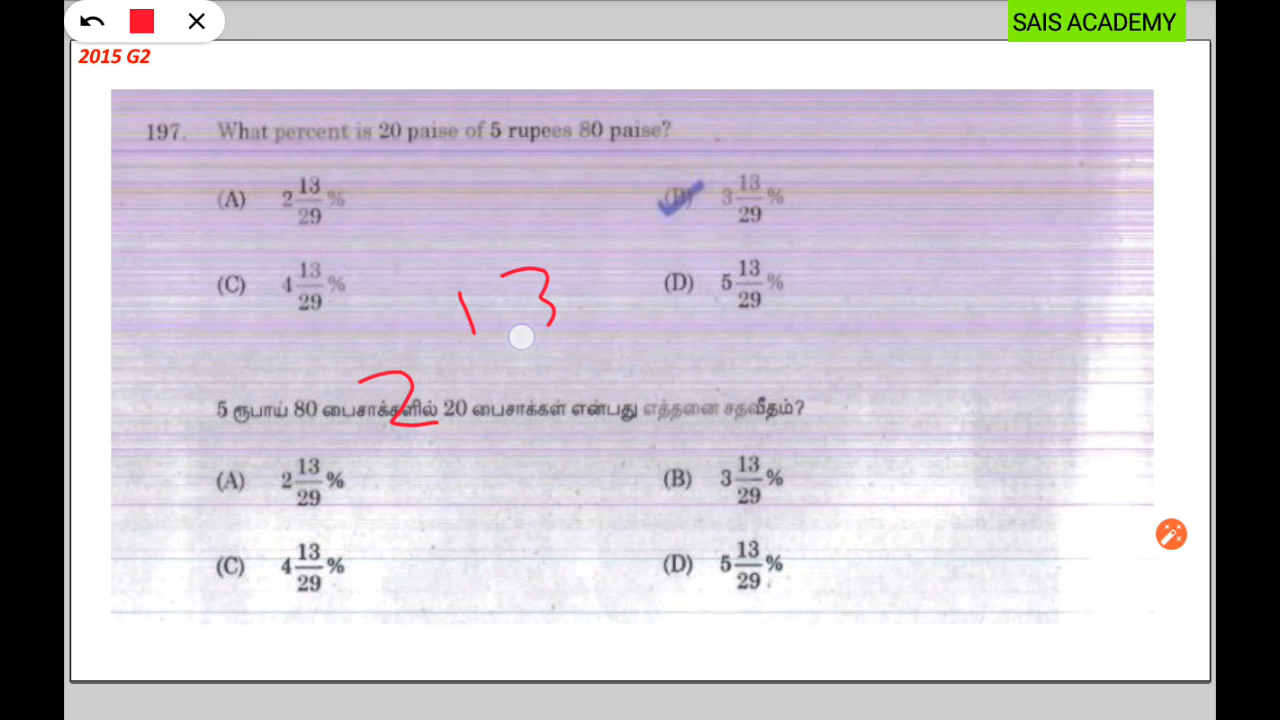 SAIS ACADEMY
2015 G2
197. What percent is 20 paise of 5 rupees 80 paise?
(A) 2 13/29 % (B) 3 13/29 %
(C) 4 13/29 % (D) 5 13/29 %
13
2
5 ரூபாய் 80 பைசாக்களில் 20 பைசாக்கள் என்பது எத்தனை சதவீதம்?
(A) 2 13/29 % (B) 3 13/29 %
(C) 4 13/29 % (D) 5 13/29 %